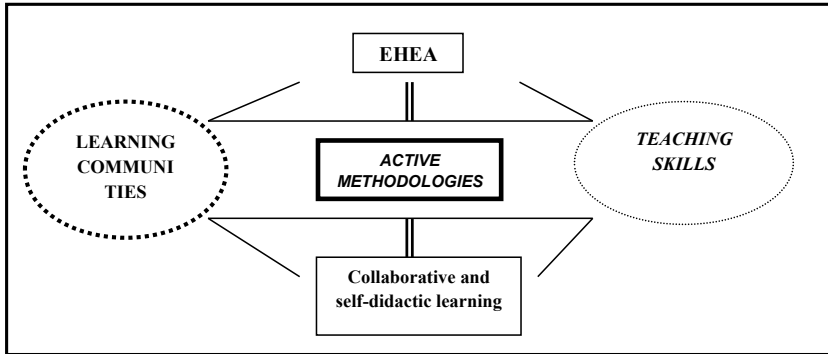 EHEA
LEARNING
COMMUNI
TIES
ACTIVE
METHODOLOGIES
TEACHING
SKILLS
Collaborative and
self-didactic learning